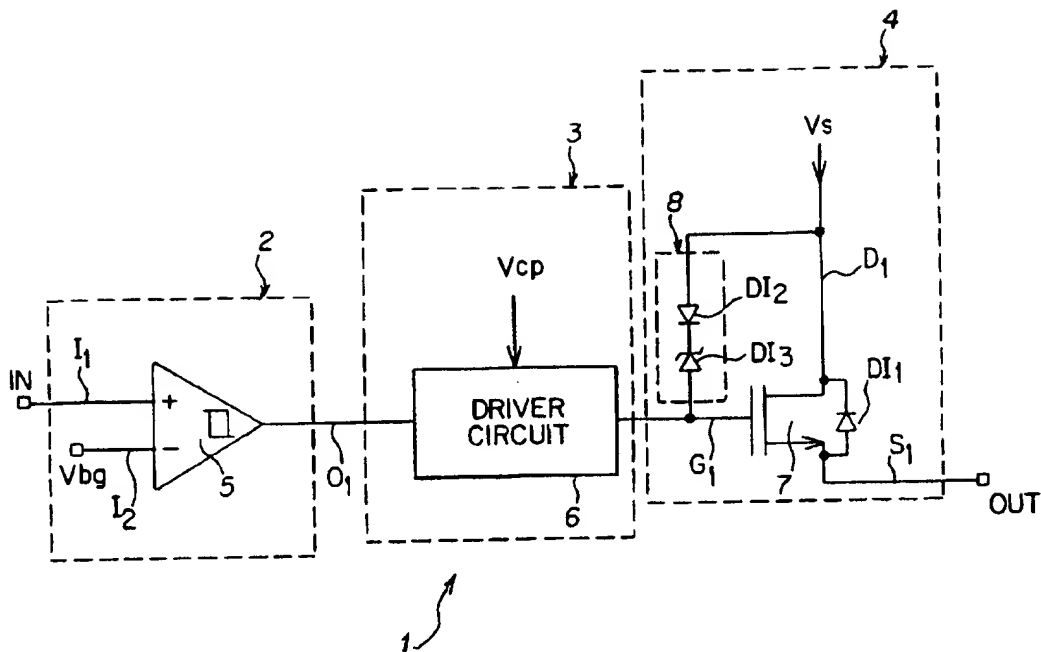 4
Vs
3
8
D1
2
Vcp
DI2
I1
DI3
DI1
IN
+
DRIVER
CIRCUIT
−
S1
G1
7
Vbg
5
O1
I2
6
OUT
1